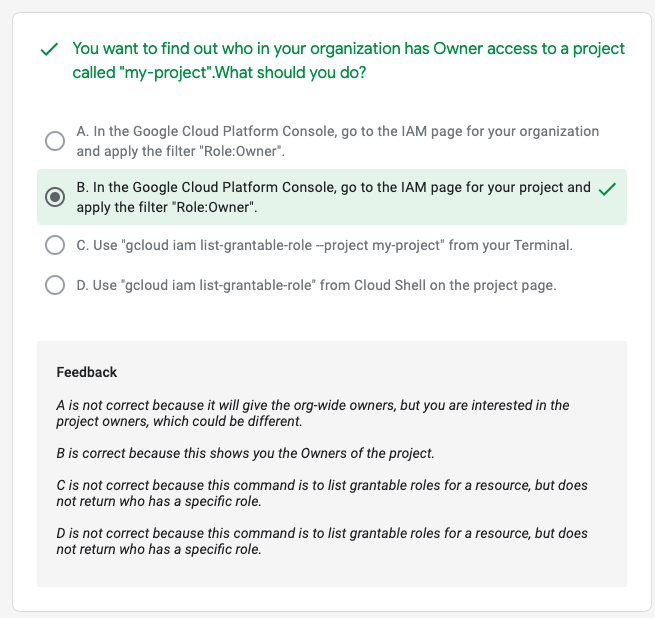 You want to find out who in your organization has Owner access to a project
called "my-project".What should you do?
A. In the Google Cloud Platform Console, go to the IAM page for your organization
and apply the filter "Role:Owner".
B. In the Google Cloud Platform Console, go to the IAM page for your project and
apply the filter "Role:Owner".
C. Use "gcloud iam list-grantable-role --project my-project" from your Terminal.
D. Use "gcloud iam list-grantable-role" from Cloud Shell on the project page.
Feedback
A is not correct because it will give the org-wide owners, but you are interested in the
project owners, which could be different.
B is correct because this shows you the Owners of the project.
C is not correct because this command is to list grantable roles for a resource, but does
not return who has a specific role.
D is not correct because this command is to list grantable roles for a resource, but does
not return who has a specific role.